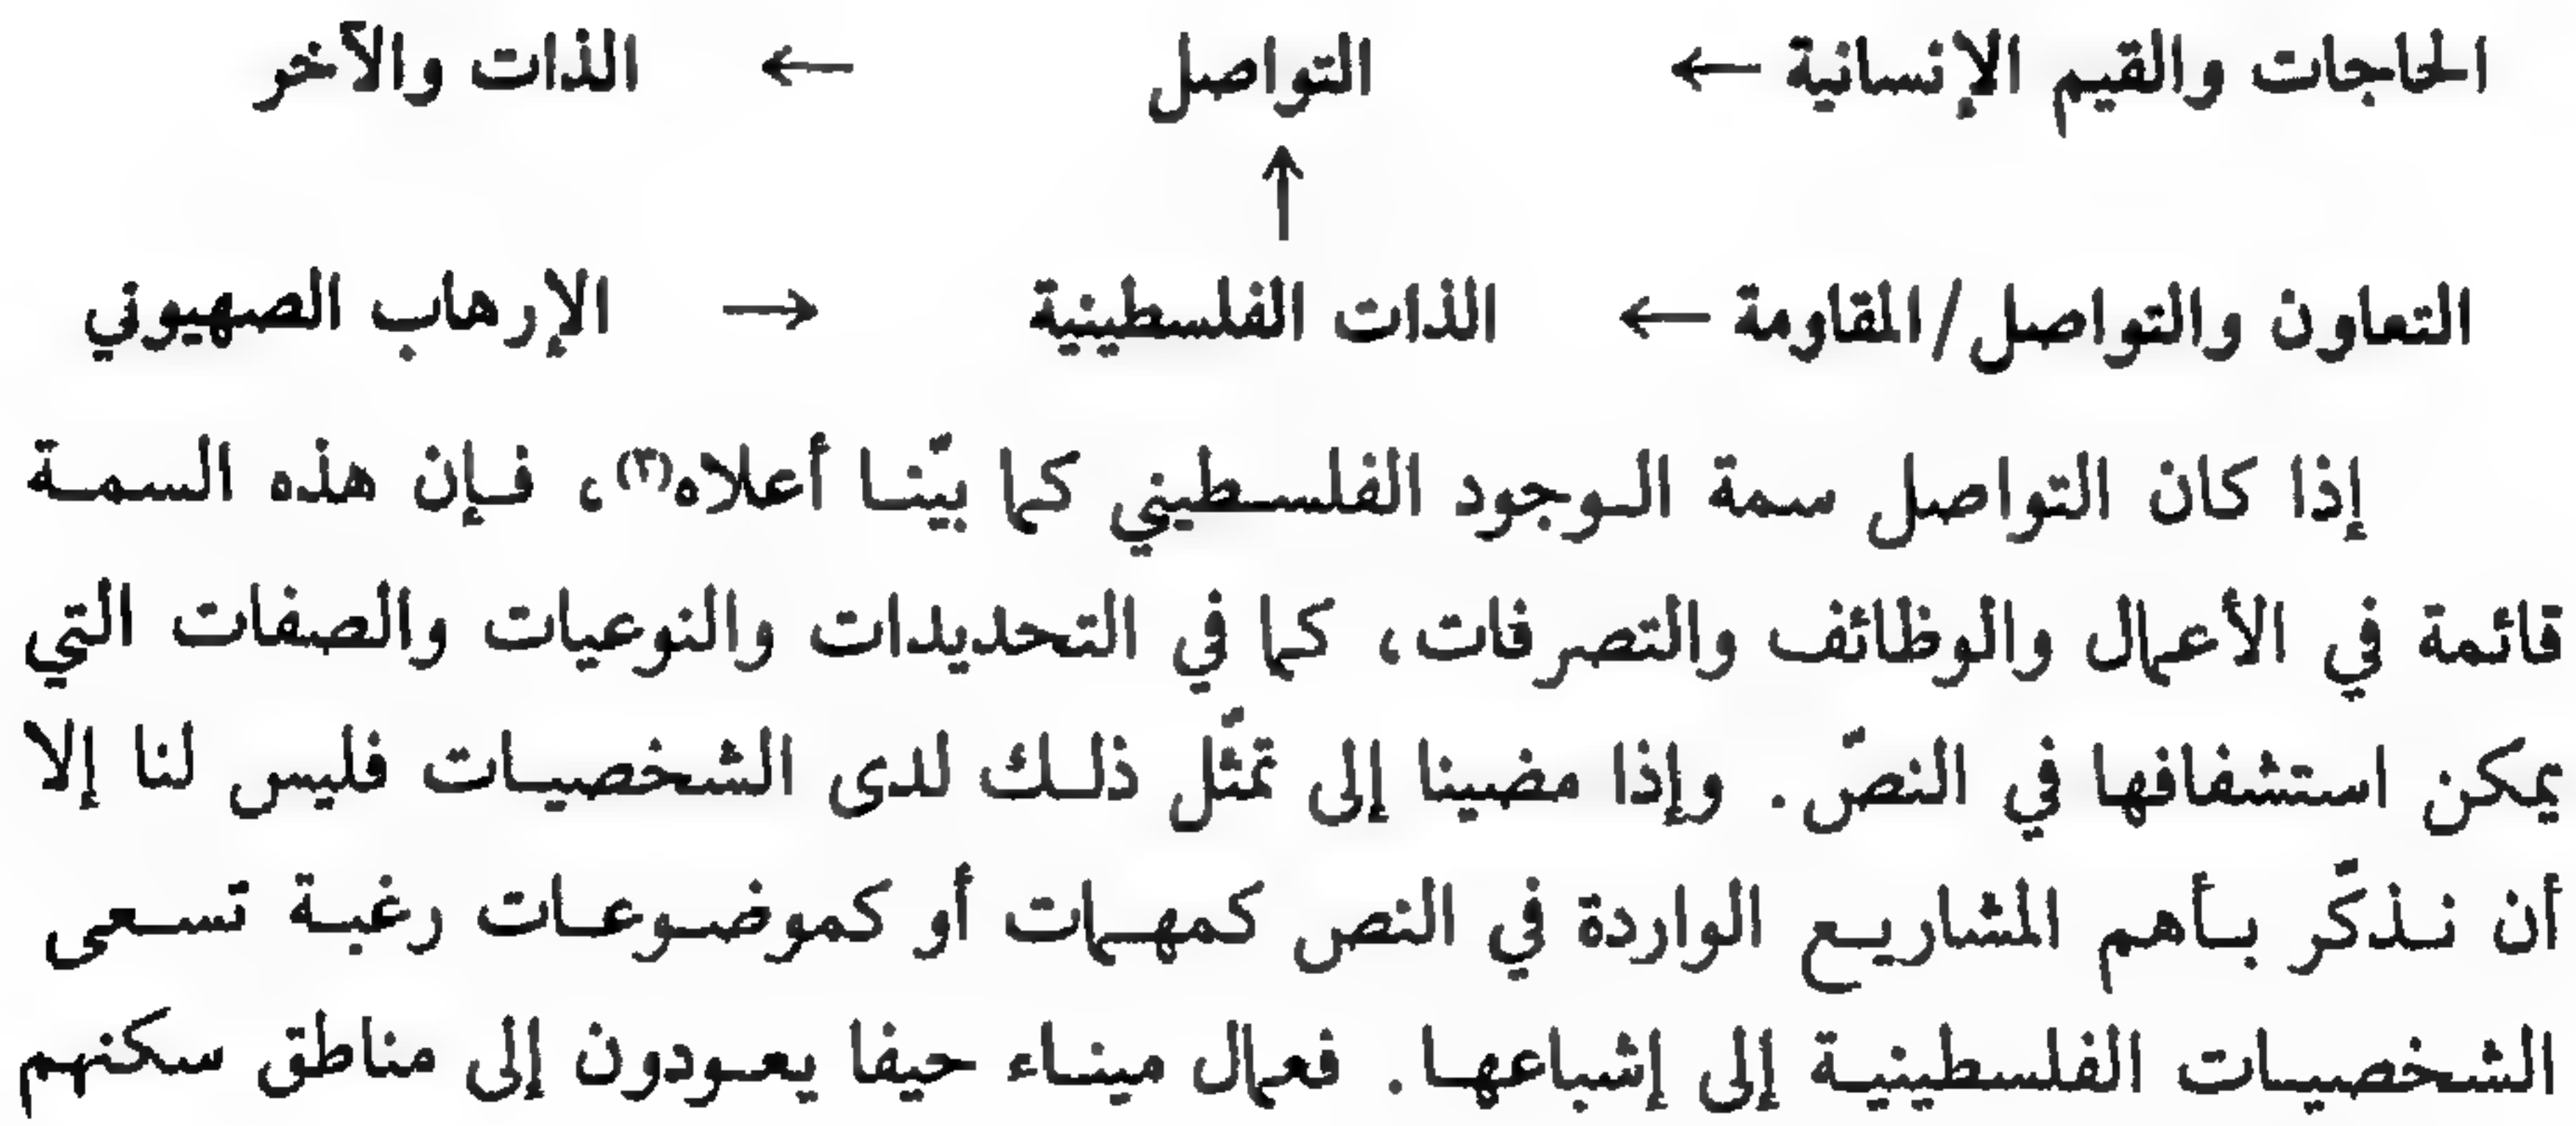 الحاجات والقيم الإنسانية ← التواصل ← الذات والآخر
↑
التعاون والتواصل/المقاومة ← الذات الفلسطينية → الإرهاب الصهيوني
إذا كان التواصل سمة الوجود الفلسطيني كما بيّنا أعلاه(٣)، فإن هذه السمة
قائمة في الأعمال والوظائف والتصرفات، كما في التحديدات والنوعيات والصفات التي
يمكن استشفافها في النصّ. وإذا مضينا إلى تمثّل ذلك لدى الشخصيات فليس لنا إلا
أن نذكّر بأهم المشاريع الواردة في النص كمهمات أو كموضوعات رغبة تسعى
الشخصيات الفلسطينية إلى إشباعها. فعمال ميناء حيفا يعودون إلى مناطق سكنهم